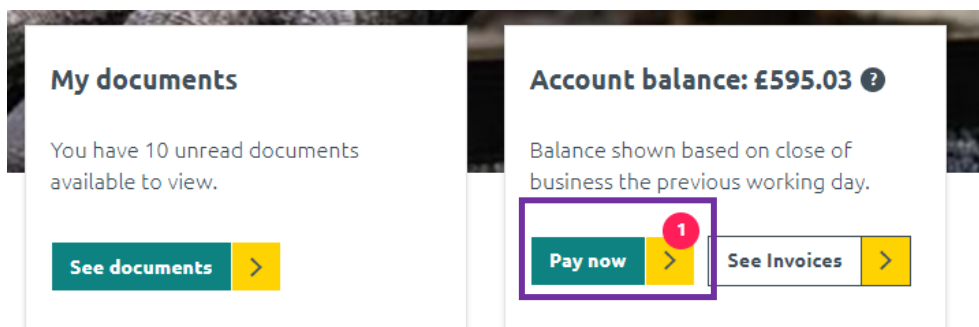 My documents
You have 10 unread documents
available to view.
See documents
Account balance: £595.03 ?
Balance shown based on close of
business the previous working day.
1
Pay now
See Invoices